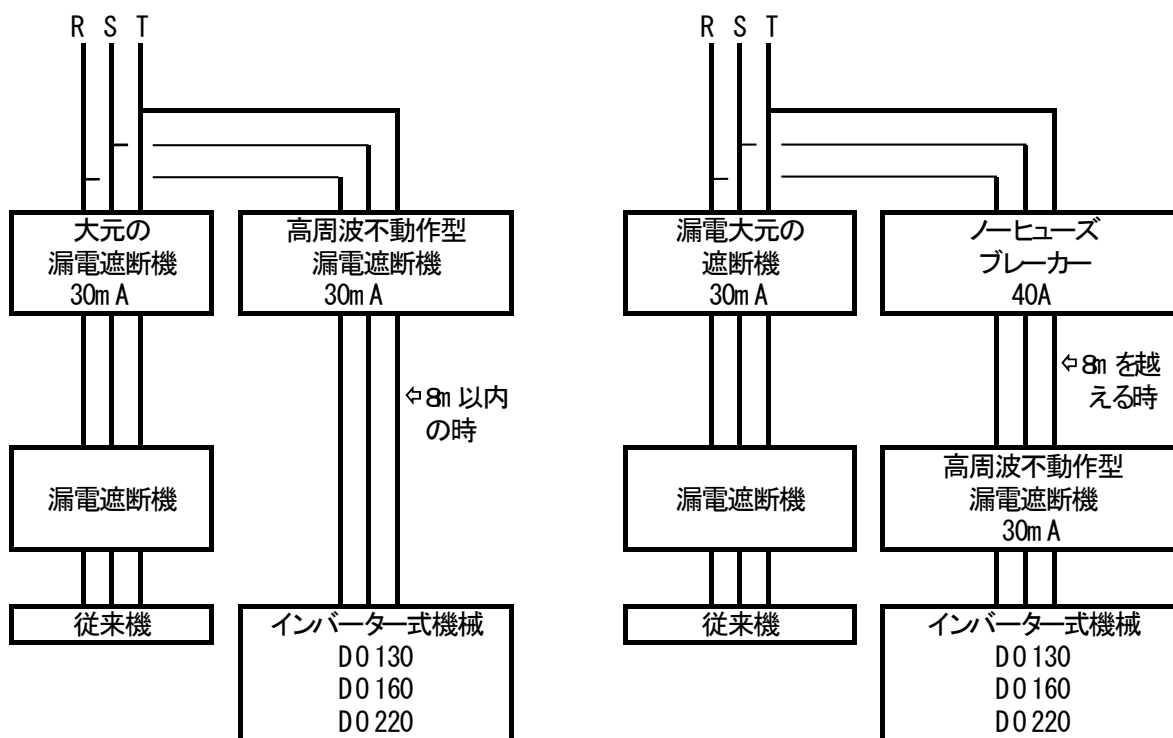 R S T
大元の
漏電遮断機
30mA
高周波不動作型
漏電遮断機
30mA
⇦8m以内
の時
漏電遮断機
従来機
インバーター式機械
DO130
DO160
DO220
R S T
漏電大元の
遮断機
30mA
ノーヒューズ
ブレーカー
40A
⇦8mを越
える時
漏電遮断機
高周波不動作型
漏電遮断機
30mA
従来機
インバーター式機械
DO130
DO160
DO220